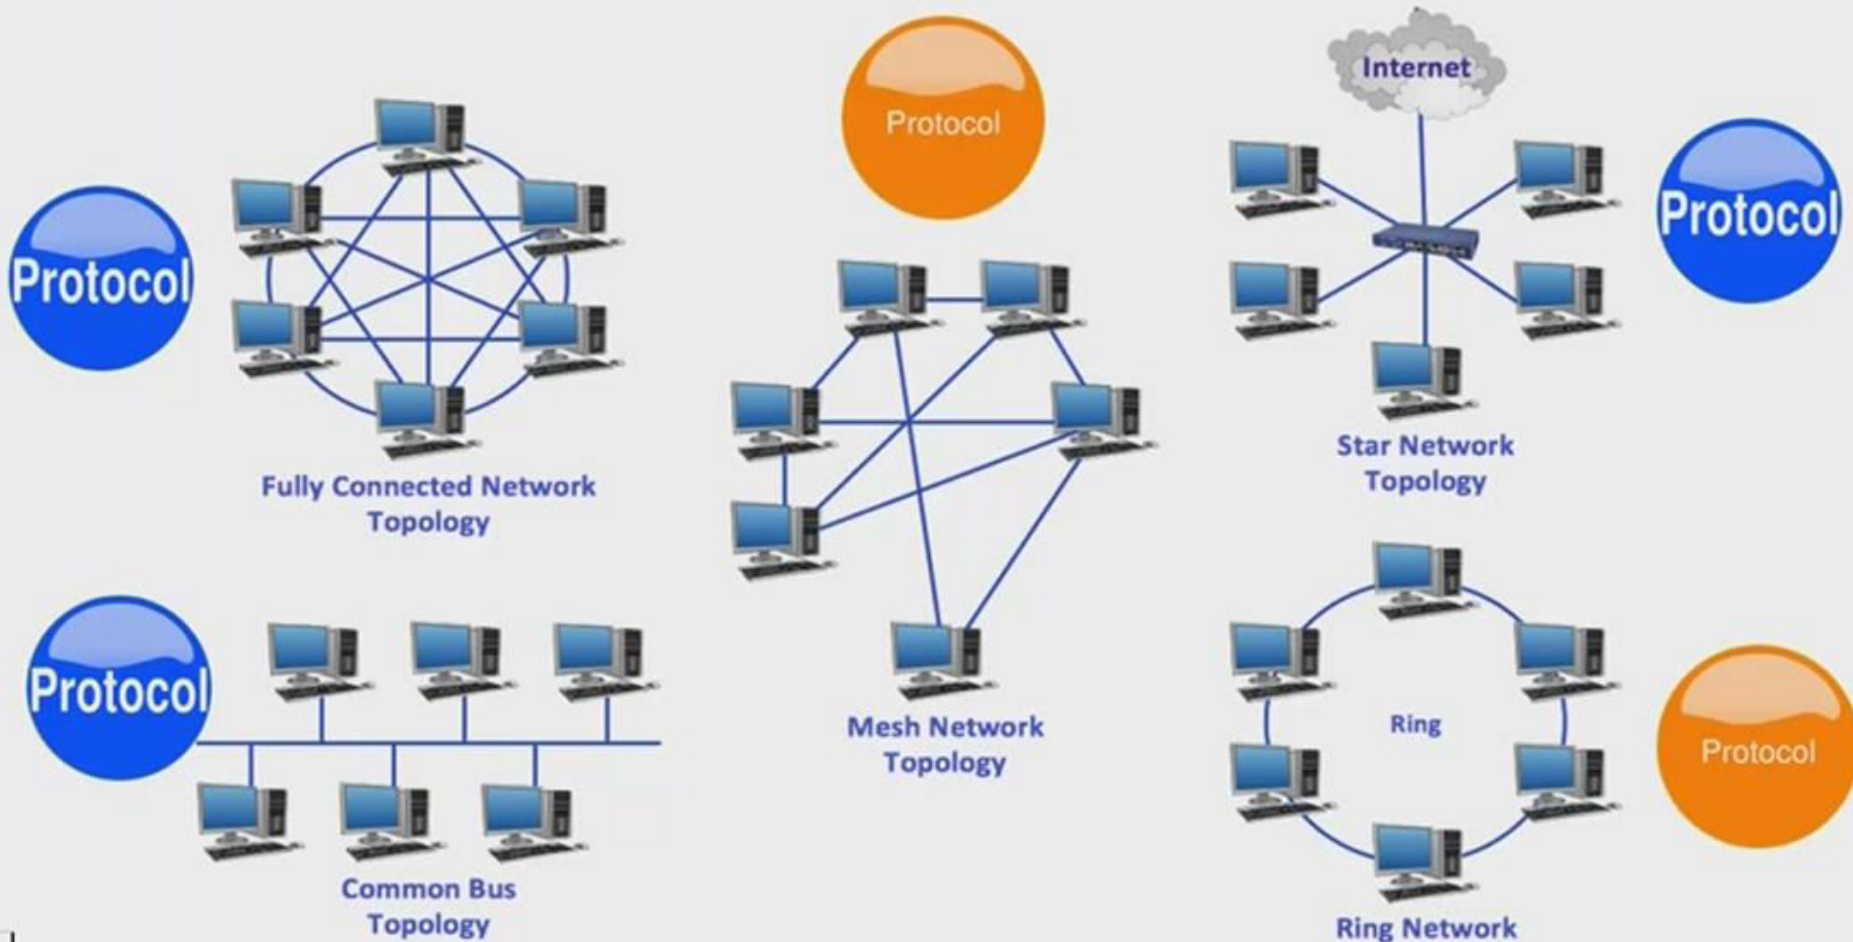 Protocol
Internet
Protocol
Protocol
Fully Connected Network
Topology
Star Network
Topology
Protocol
Mesh Network
Topology
Ring
Protocol
Common Bus
Topology
Ring Network